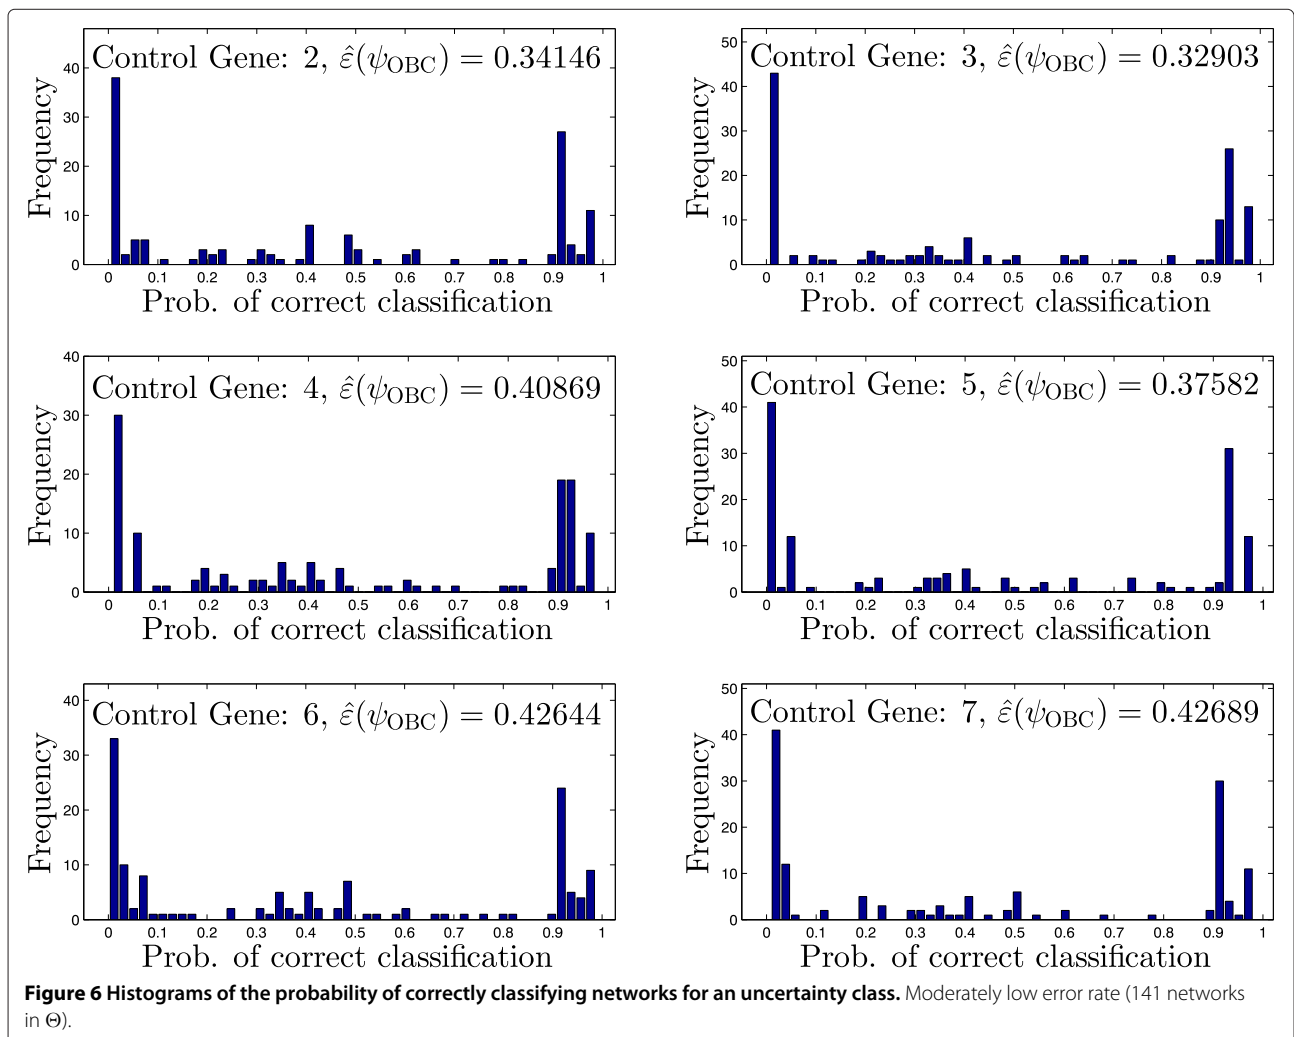 Control Gene: 2, ε̂(ψ_OBC) = 0.34146
Frequency
40
30
20
10
0
0 0.1 0.2 0.3 0.4 0.5 0.6 0.7 0.8 0.9 1
Prob. of correct classification
Control Gene: 3, ε̂(ψ_OBC) = 0.32903
Frequency
50
40
30
20
10
0
0 0.1 0.2 0.3 0.4 0.5 0.6 0.7 0.8 0.9 1
Prob. of correct classification
Control Gene: 4, ε̂(ψ_OBC) = 0.40869
Frequency
40
30
20
10
0
0 0.1 0.2 0.3 0.4 0.5 0.6 0.7 0.8 0.9 1
Prob. of correct classification
Control Gene: 5, ε̂(ψ_OBC) = 0.37582
Frequency
50
40
30
20
10
0
0 0.1 0.2 0.3 0.4 0.5 0.6 0.7 0.8 0.9 1
Prob. of correct classification
Control Gene: 6, ε̂(ψ_OBC) = 0.42644
Frequency
40
30
20
10
0
0 0.1 0.2 0.3 0.4 0.5 0.6 0.7 0.8 0.9 1
Prob. of correct classification
Control Gene: 7, ε̂(ψ_OBC) = 0.42689
Frequency
50
40
30
20
10
0
0 0.1 0.2 0.3 0.4 0.5 0.6 0.7 0.8 0.9 1
Prob. of correct classification
Figure 6 Histograms of the probability of correctly classifying networks for an uncertainty class. Moderately low error rate (141 networks
in Θ).